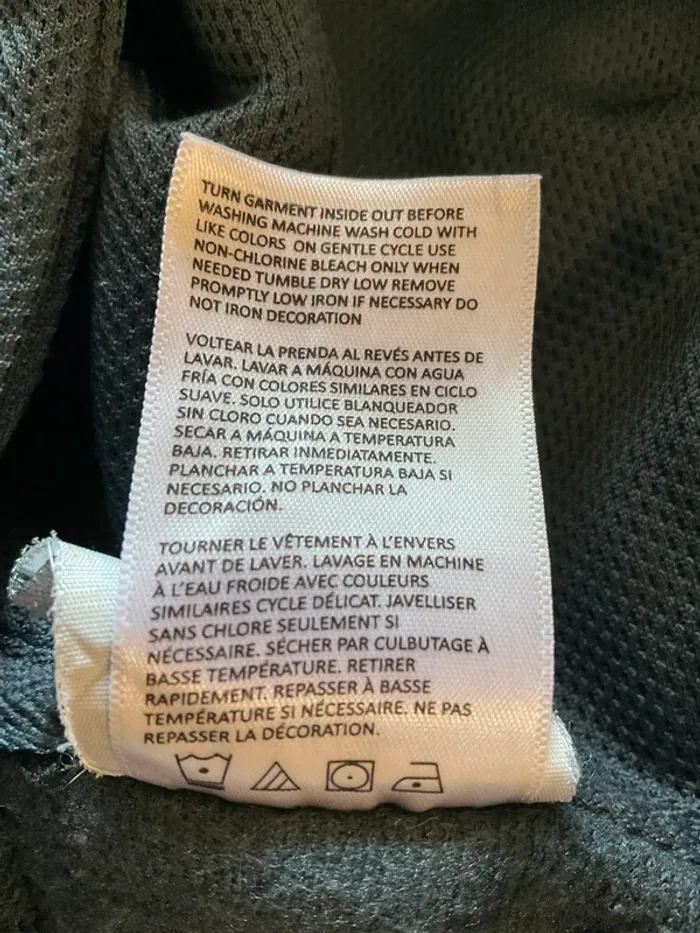 TURN GARMENT INSIDE OUT BEFORE
WASHING MACHINE WASH COLD WITH
LIKE COLORS ON GENTLE CYCLE USE
NON-CHLORINE BLEACH ONLY WHEN
NEEDED TUMBLE DRY LOW REMOVE
PROMPTLY LOW IRON IF NECESSARY DO
NOT IRON DECORATION
VOLTEAR LA PRENDA AL REVÉS ANTES DE
LAVAR. LAVAR A MÁQUINA CON AGUA
FRÍA CON COLORES SIMILARES EN CICLO
SUAVE. SOLO UTILICE BLANQUEADOR
SIN CLORO CUANDO SEA NECESARIO.
SECAR A MÁQUINA A TEMPERATURA
BAJA. RETIRAR INMEDIATAMENTE.
PLANCHAR A TEMPERATURA BAJA SI
NECESARIO. NO PLANCHAR LA
DECORACIÓN.
TOURNER LE VÊTEMENT À L'ENVERS
AVANT DE LAVER. LAVAGE EN MACHINE
À L'EAU FROIDE AVEC COULEURS
SIMILAIRES CYCLE DÉLICAT. JAVELLISER
SANS CHLORE SEULEMENT SI
NÉCESSAIRE. SÉCHER PAR CULBUTAGE À
BASSE TEMPÉRATURE. RETIRER
RAPIDEMENT. REPASSER À BASSE
TEMPÉRATURE SI NÉCESSAIRE. NE PAS
REPASSER LA DÉCORATION.